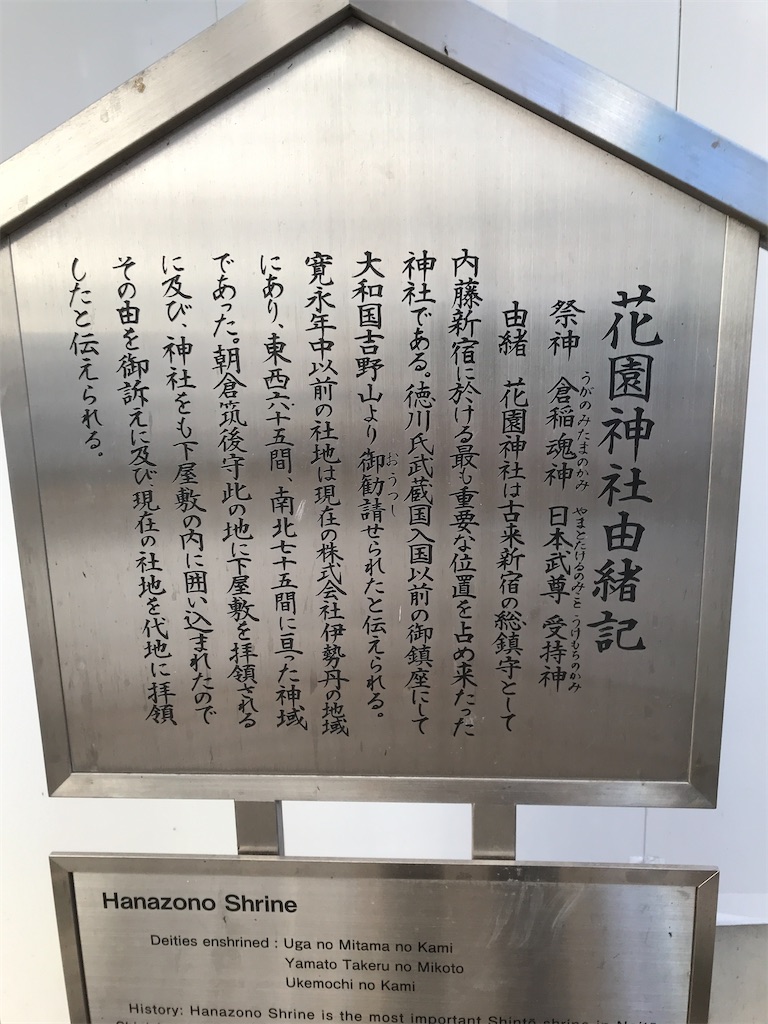 花園神社由緒記
祭神 倉稲魂神 日本武尊 受持神
うがのみたまのかみ やまとたけるのみこと うけもちのかみ
由緒 花園神社は古来新宿の総鎮守として
内藤新宿に於ける最も重要な位置を占め来たった
神社である。徳川氏武蔵国入国以前の御鎮座にして
大和国吉野山より御勧請せられたと伝えられる。
おうつし
寛永年中以前の社地は現在の株式会社伊勢丹の地域
にあり、東西六十五間、南北七十五間に亘った神域
であった。朝倉筑後守此の地に下屋敷を拝領される
に及び、神社をも下屋敷の内に囲い込まれたので
その由を御訴えに及び、現在の社地を代地に拝領
したと伝えられる。
Hanazono Shrine
Deities enshrined : Uga no Mitama no Kami
Yamato Takeru no Mikoto
Ukemochi no Kami
History: Hanazono Shrine is the most important Shintō shrine in